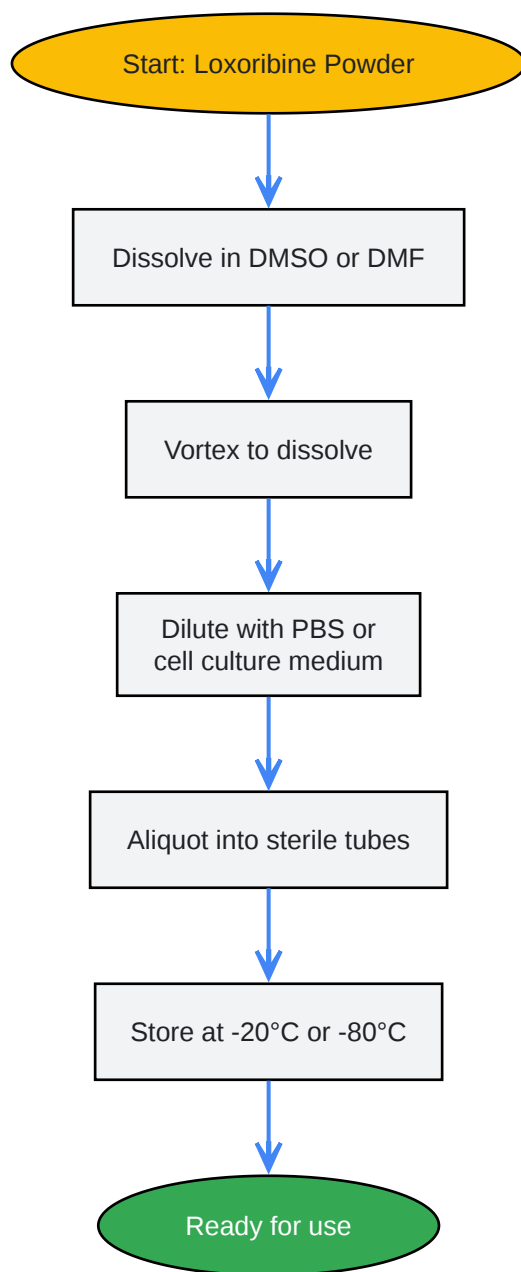 Start: Loxoribine Powder
Dissolve in DMSO or DMF
Vortex to dissolve
Dilute with PBS or
cell culture medium
Aliquot into sterile tubes
Store at -20°C or -80°C
Ready for use